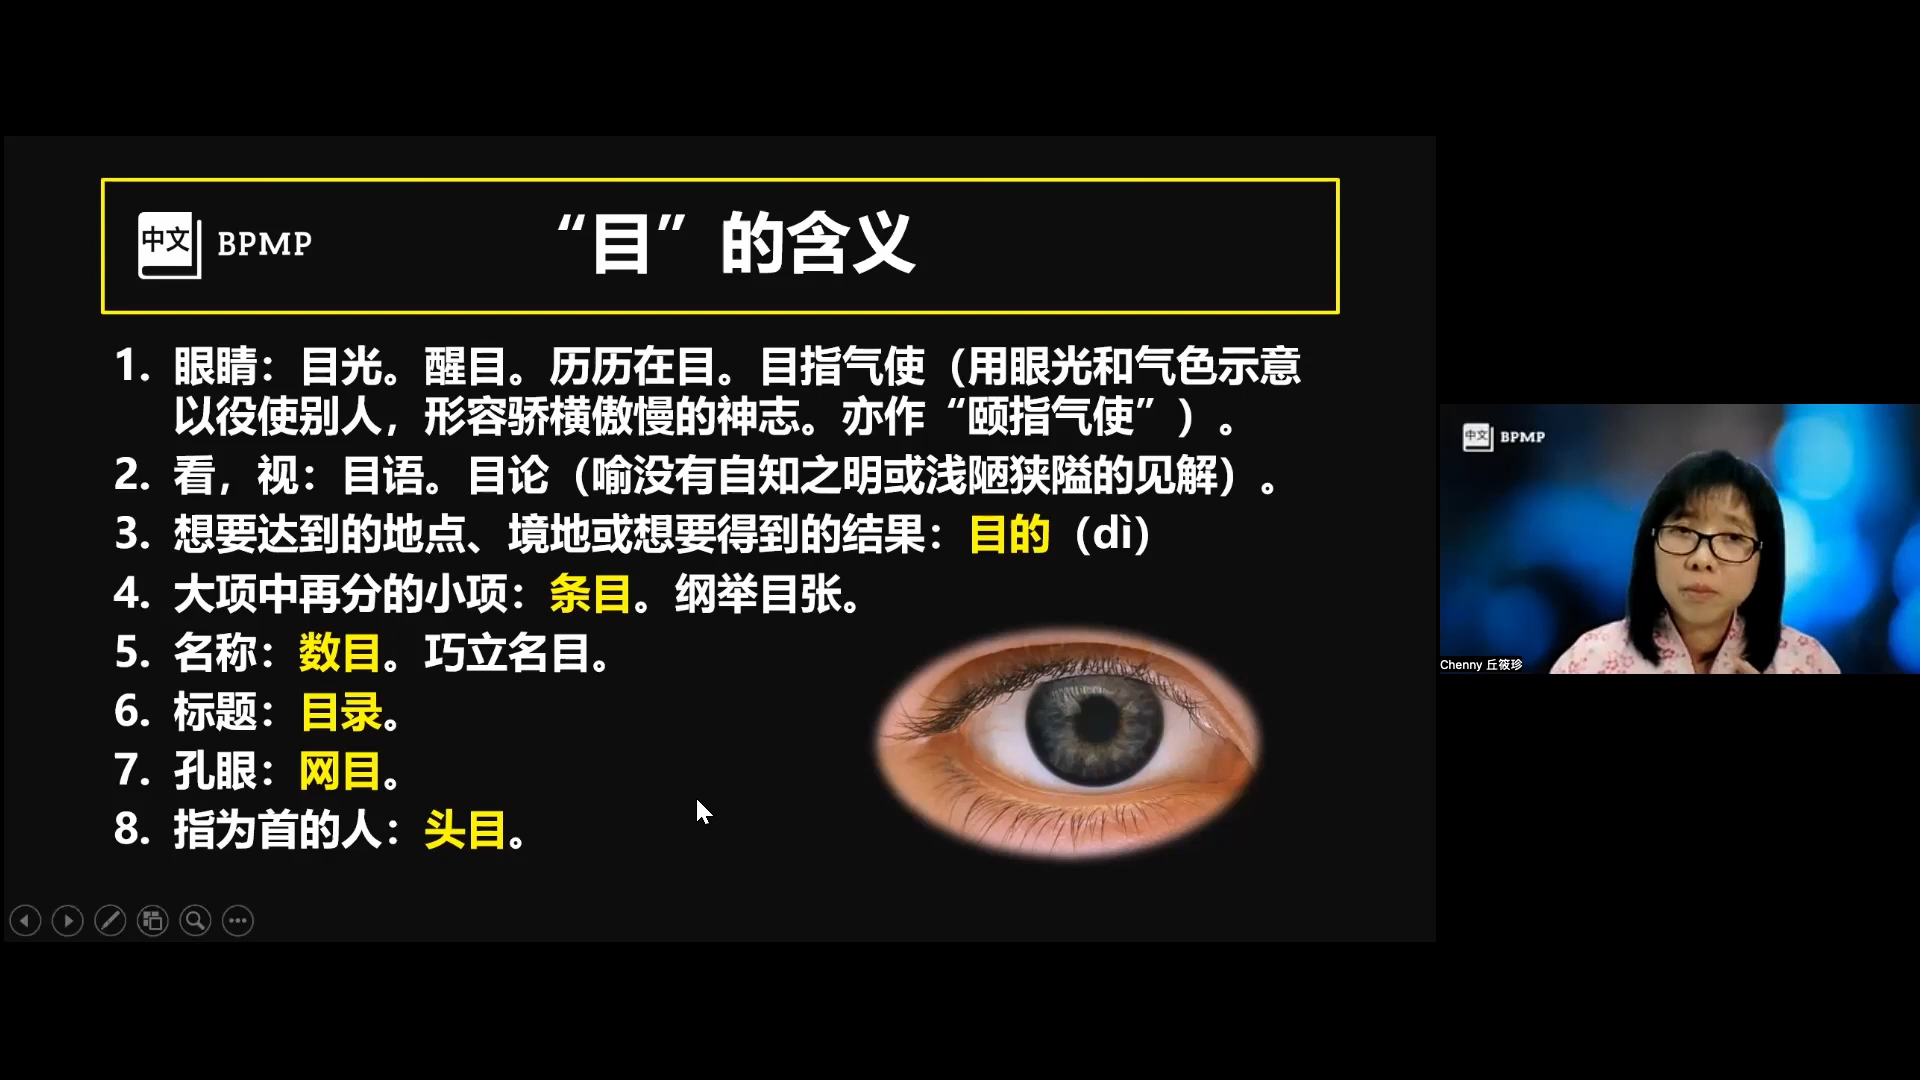 中文 BPMP
“目”的含义
1. 眼睛：目光。醒目。历历在目。目指气使（用眼光和气色示意
以役使别人，形容骄横傲慢的神志。亦作“颐指气使”）。
2. 看，视：目语。目论（喻没有自知之明或浅陋狭隘的见解）。
3. 想要达到的地点、境地或想要得到的结果：目的（dì）
4. 大项中再分的小项：条目。纲举目张。
5. 名称：数目。巧立名目。
6. 标题：目录。
7. 孔眼：网目。
8. 指为首的人：头目。
中文 BPMP
Chenny 丘筱珍